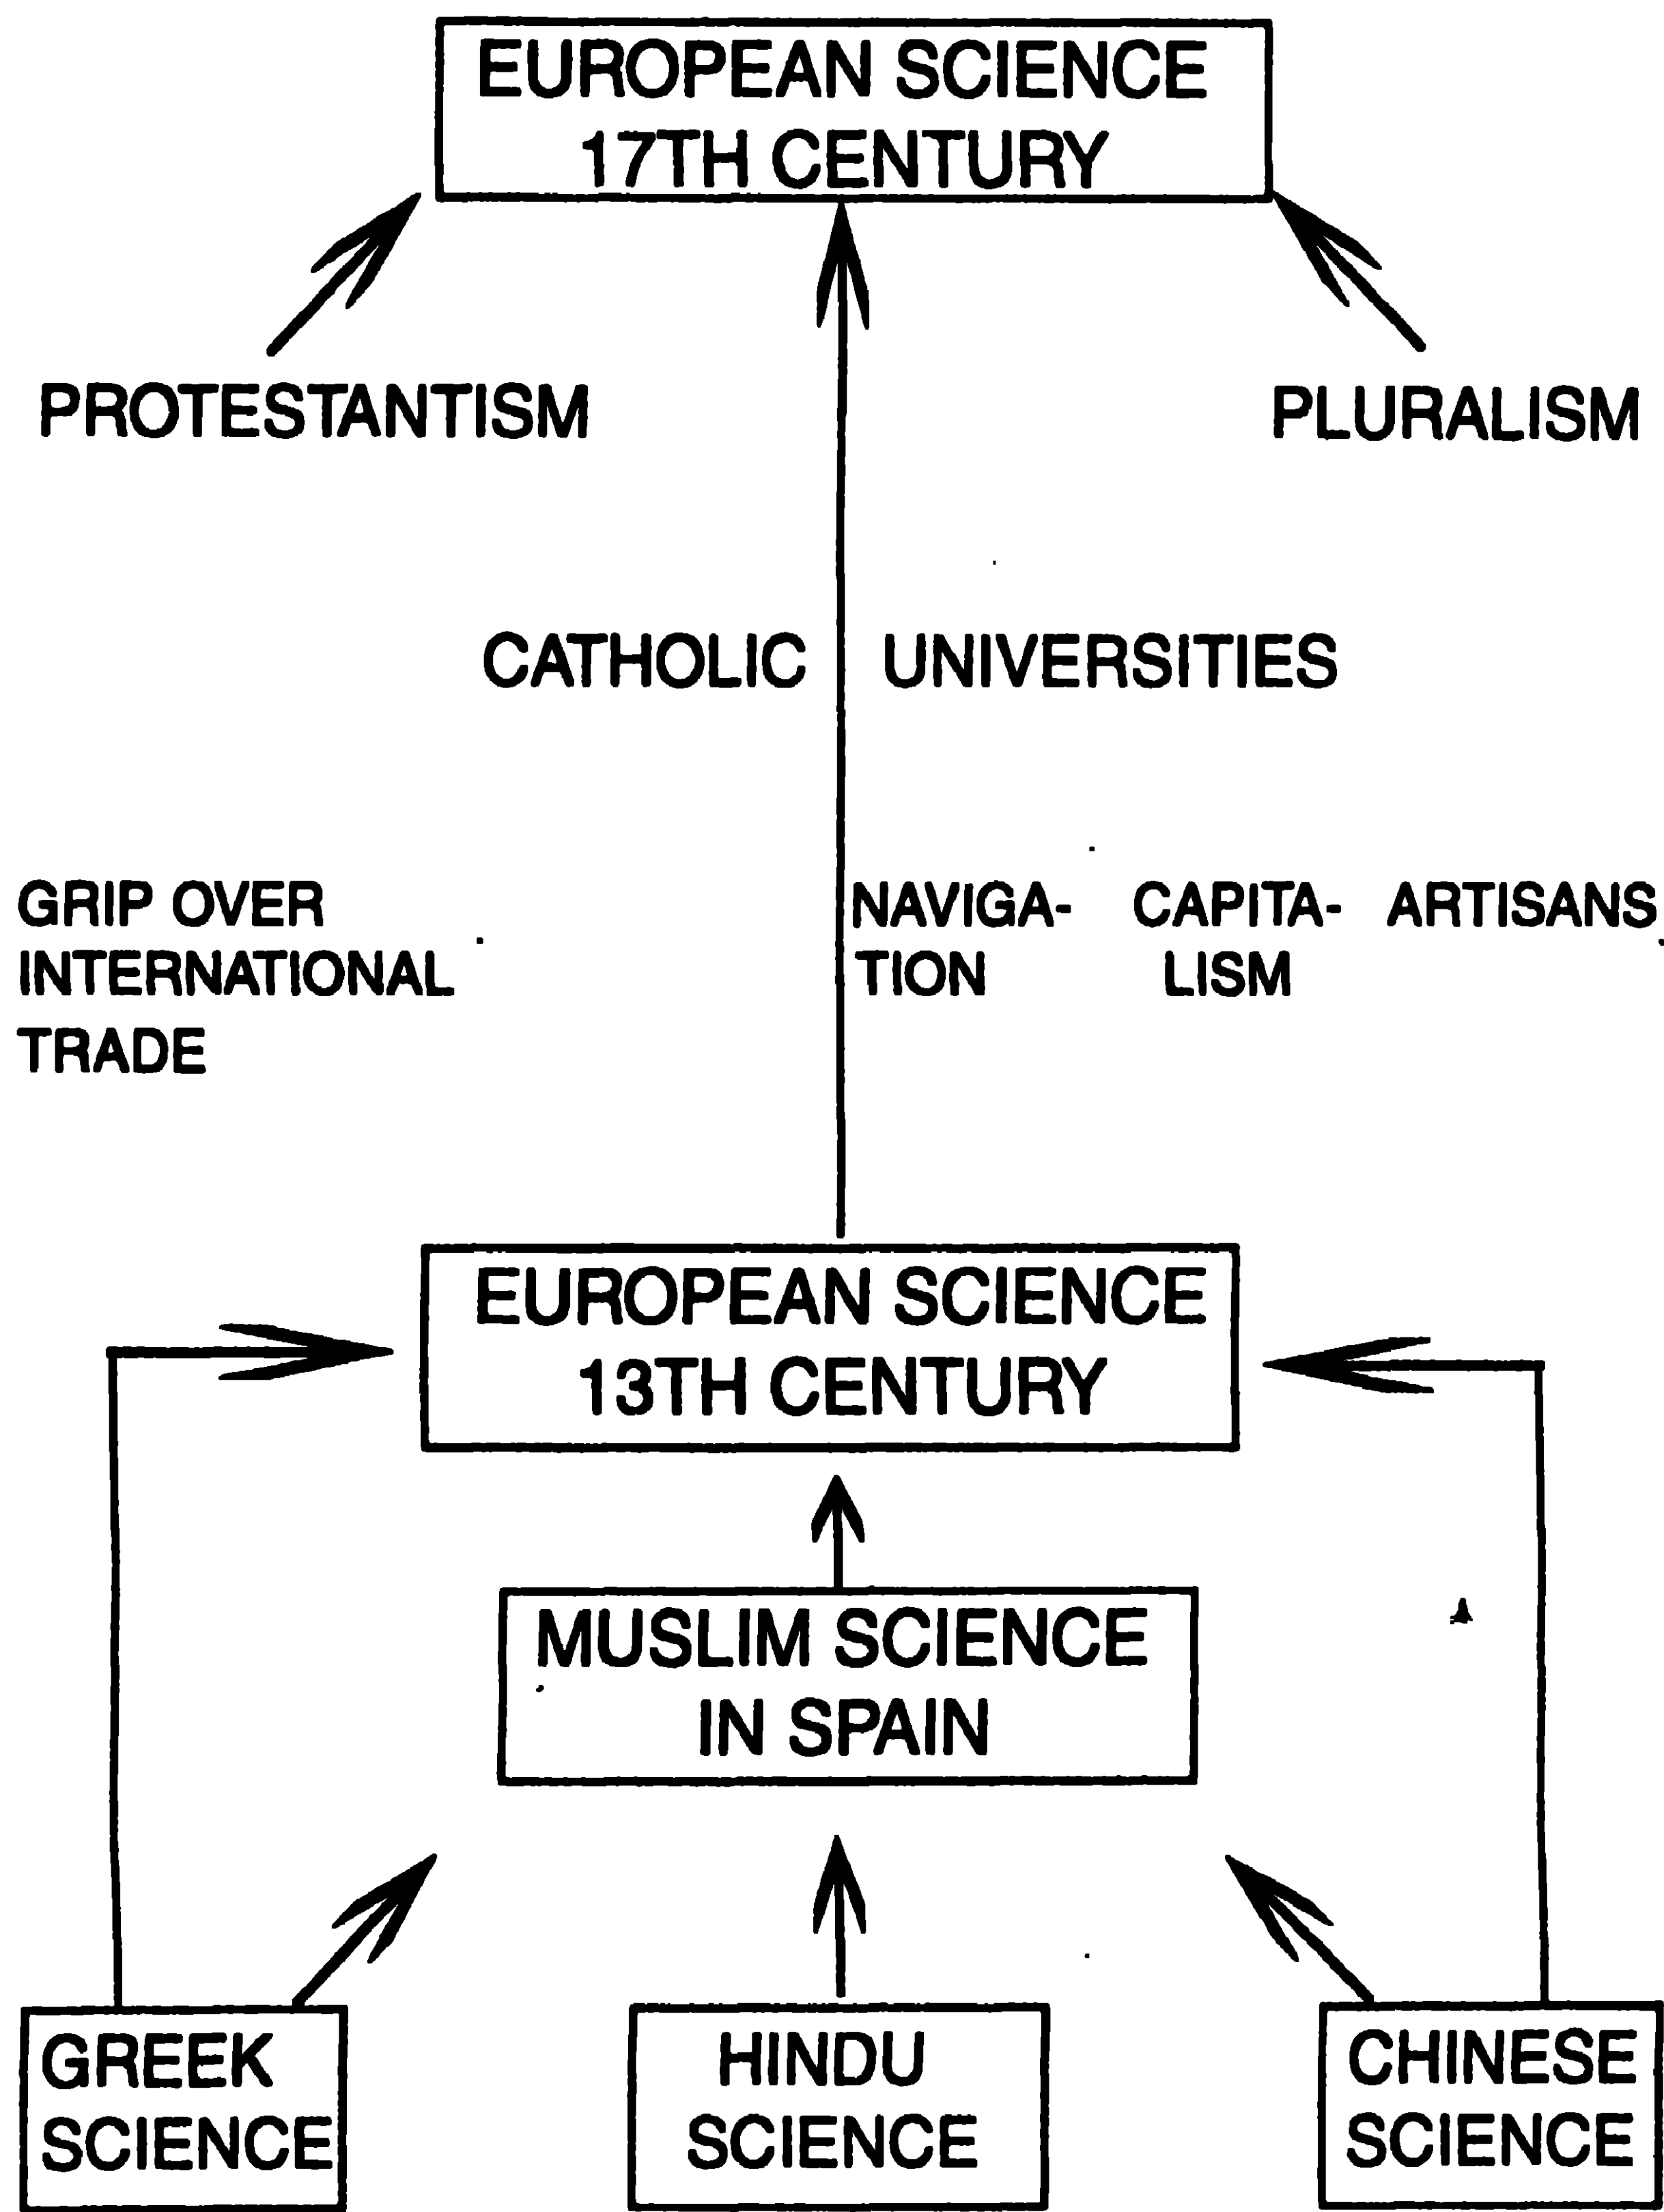 EUROPEAN SCIENCE
17TH CENTURY
PROTESTANTISM
PLURALISM
CATHOLIC UNIVERSITIES
GRIP OVER
INTERNATIONAL
TRADE
NAVIGA-
TION
CAPITA-
LISM
ARTISANS
EUROPEAN SCIENCE
13TH CENTURY
MUSLIM SCIENCE
IN SPAIN
GREEK
SCIENCE
HINDU
SCIENCE
CHINESE
SCIENCE